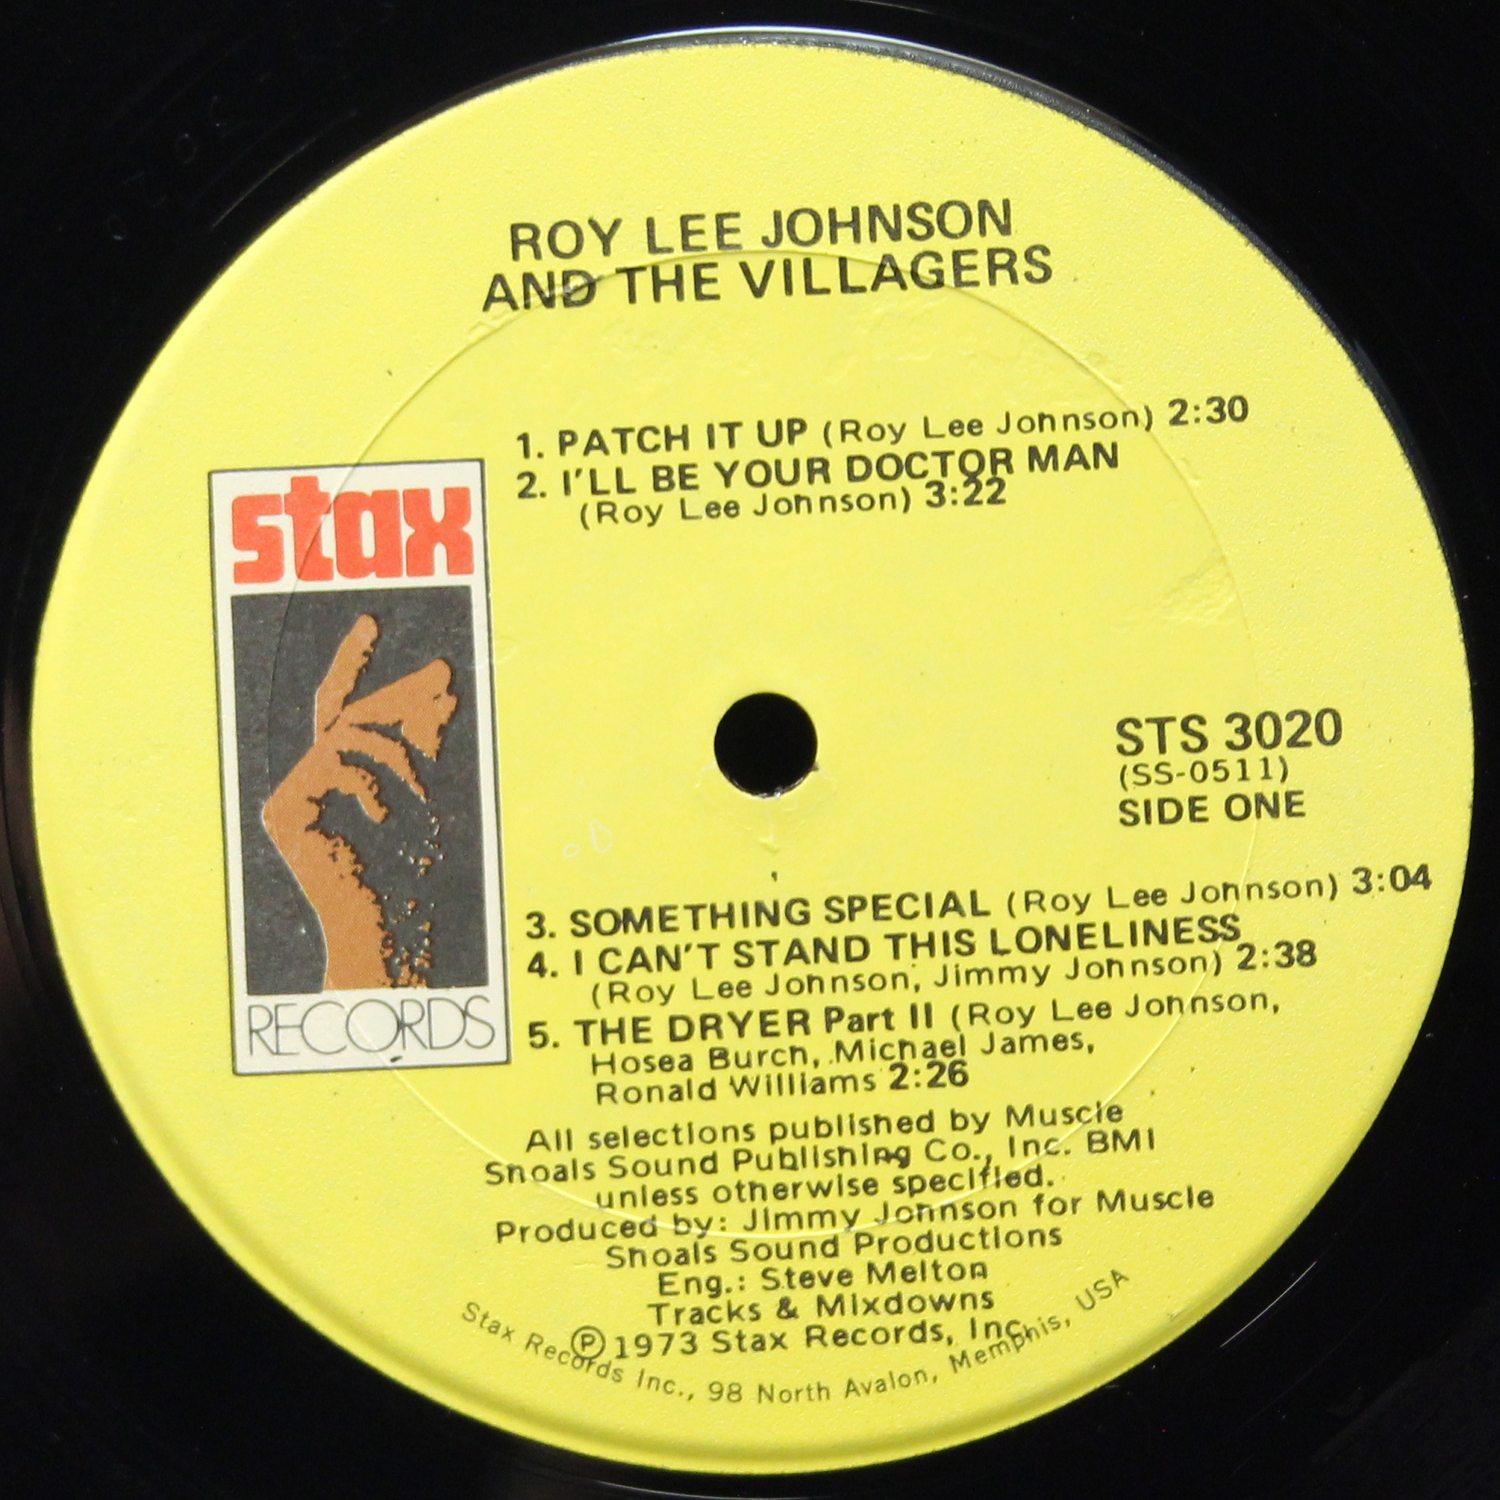 ROY LEE JOHNSON
AND THE VILLAGERS
1. PATCH IT UP (Roy Lee Johnson) 2:30
2. I'LL BE YOUR DOCTOR MAN
(Roy Lee Johnson) 3:22
stax
RECORDS
STS 3020
(SS-0511)
SIDE ONE
3. SOMETHING SPECIAL (Roy Lee Johnson) 3:04
4. I CAN'T STAND THIS LONELINESS
(Roy Lee Johnson, Jimmy Johnson) 2:38
5. THE DRYER Part II (Roy Lee Johnson,
Hosea Burch, Michael James,
Ronald Williams 2:26
All selections published by Muscle
Shoals Sound Publishing Co., Inc. BMI
unless otherwise specified.
Produced by: Jimmy Johnson for Muscle
Shoals Sound Productions
Eng.: Steve Melton
Tracks & Mixdowns
℗ 1973 Stax Records, Inc.
Stax Records Inc., 98 North Avalon, Memphis, USA